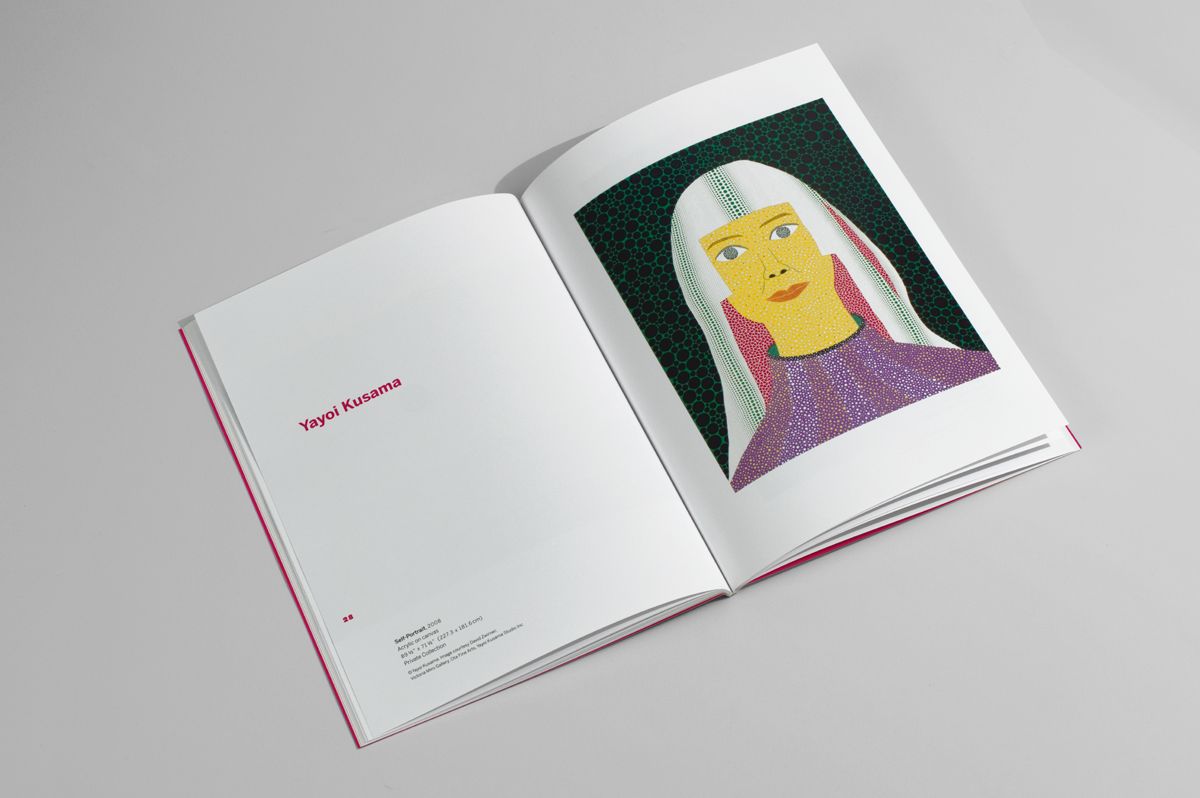 Yayoi Kusama
28
Self-Portrait, 2008
Acrylic on canvas
89 ½" x 71 ½" (227.3 x 181.6 cm)
Private Collection
© Yayoi Kusama. Image courtesy David Zwirner,
Victoria Miro Gallery, Ota Fine Arts, Yayoi Kusama Studio Inc.